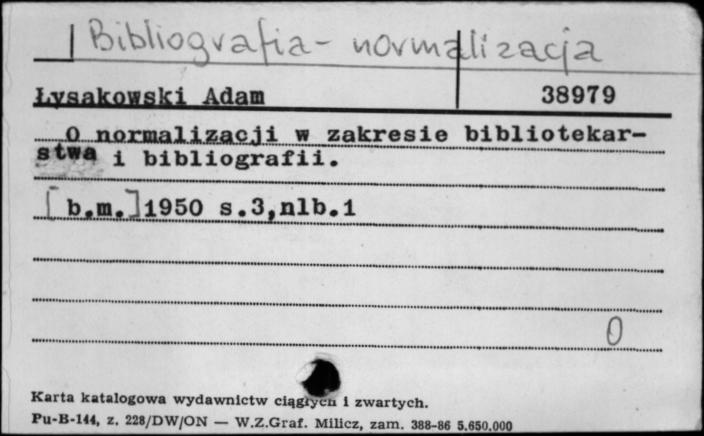 Bibliografia - normalizacja
Łysakowski Adam 38979
O normalizacji w zakresie bibliotekar-
stwa i bibliografii.
[b.m.]1950 s.3,nlb.1
0
Karta katalogowa wydawnictw ciągłych i zwartych.
Pu-B-144, z. 228/DW/ON — W.Z.Graf. Milicz, zam. 388-86 5.650.000